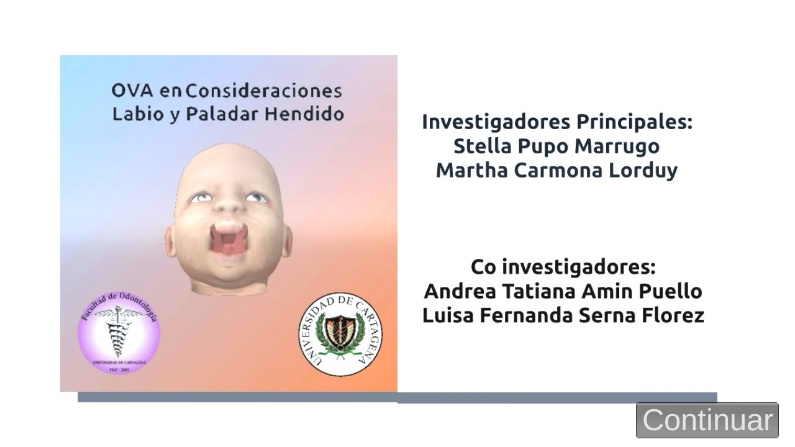 OVA en Consideraciones
Labio y Paladar Hendido
Investigadores Principales:
Stella Pupo Marrugo
Martha Carmona Lorduy
Co investigadores:
Andrea Tatiana Amin Puello
Luisa Fernanda Serna Florez
Facultad de Odontología
UNIVERSIDAD DE CARTAGENA
UNIVERSIDAD DE CARTAGENA
Continuar